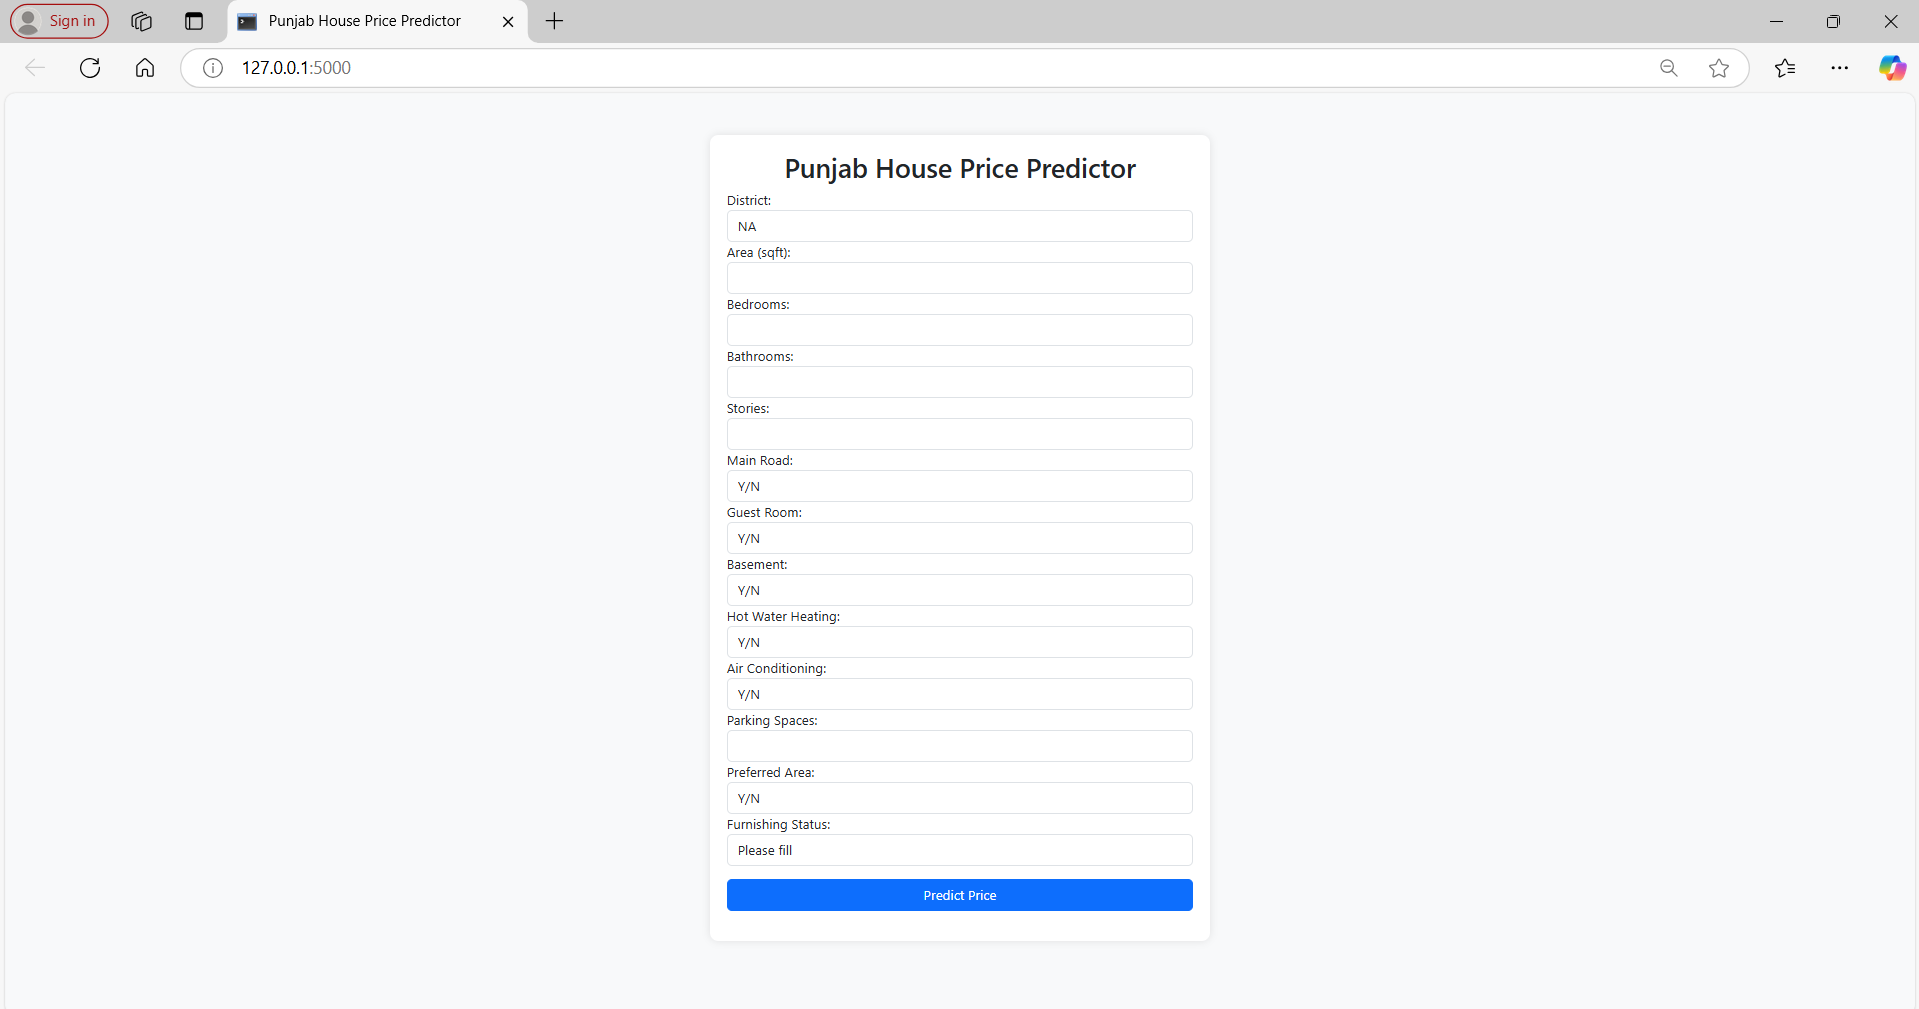 Sign in
Punjab House Price Predictor
127.0.0.1:5000
Punjab House Price Predictor
District:
NA
Area (sqft):
Bedrooms:
Bathrooms:
Stories:
Main Road:
Y/N
Guest Room:
Y/N
Basement:
Y/N
Hot Water Heating:
Y/N
Air Conditioning:
Y/N
Parking Spaces:
Preferred Area:
Y/N
Furnishing Status:
Please fill
Predict Price